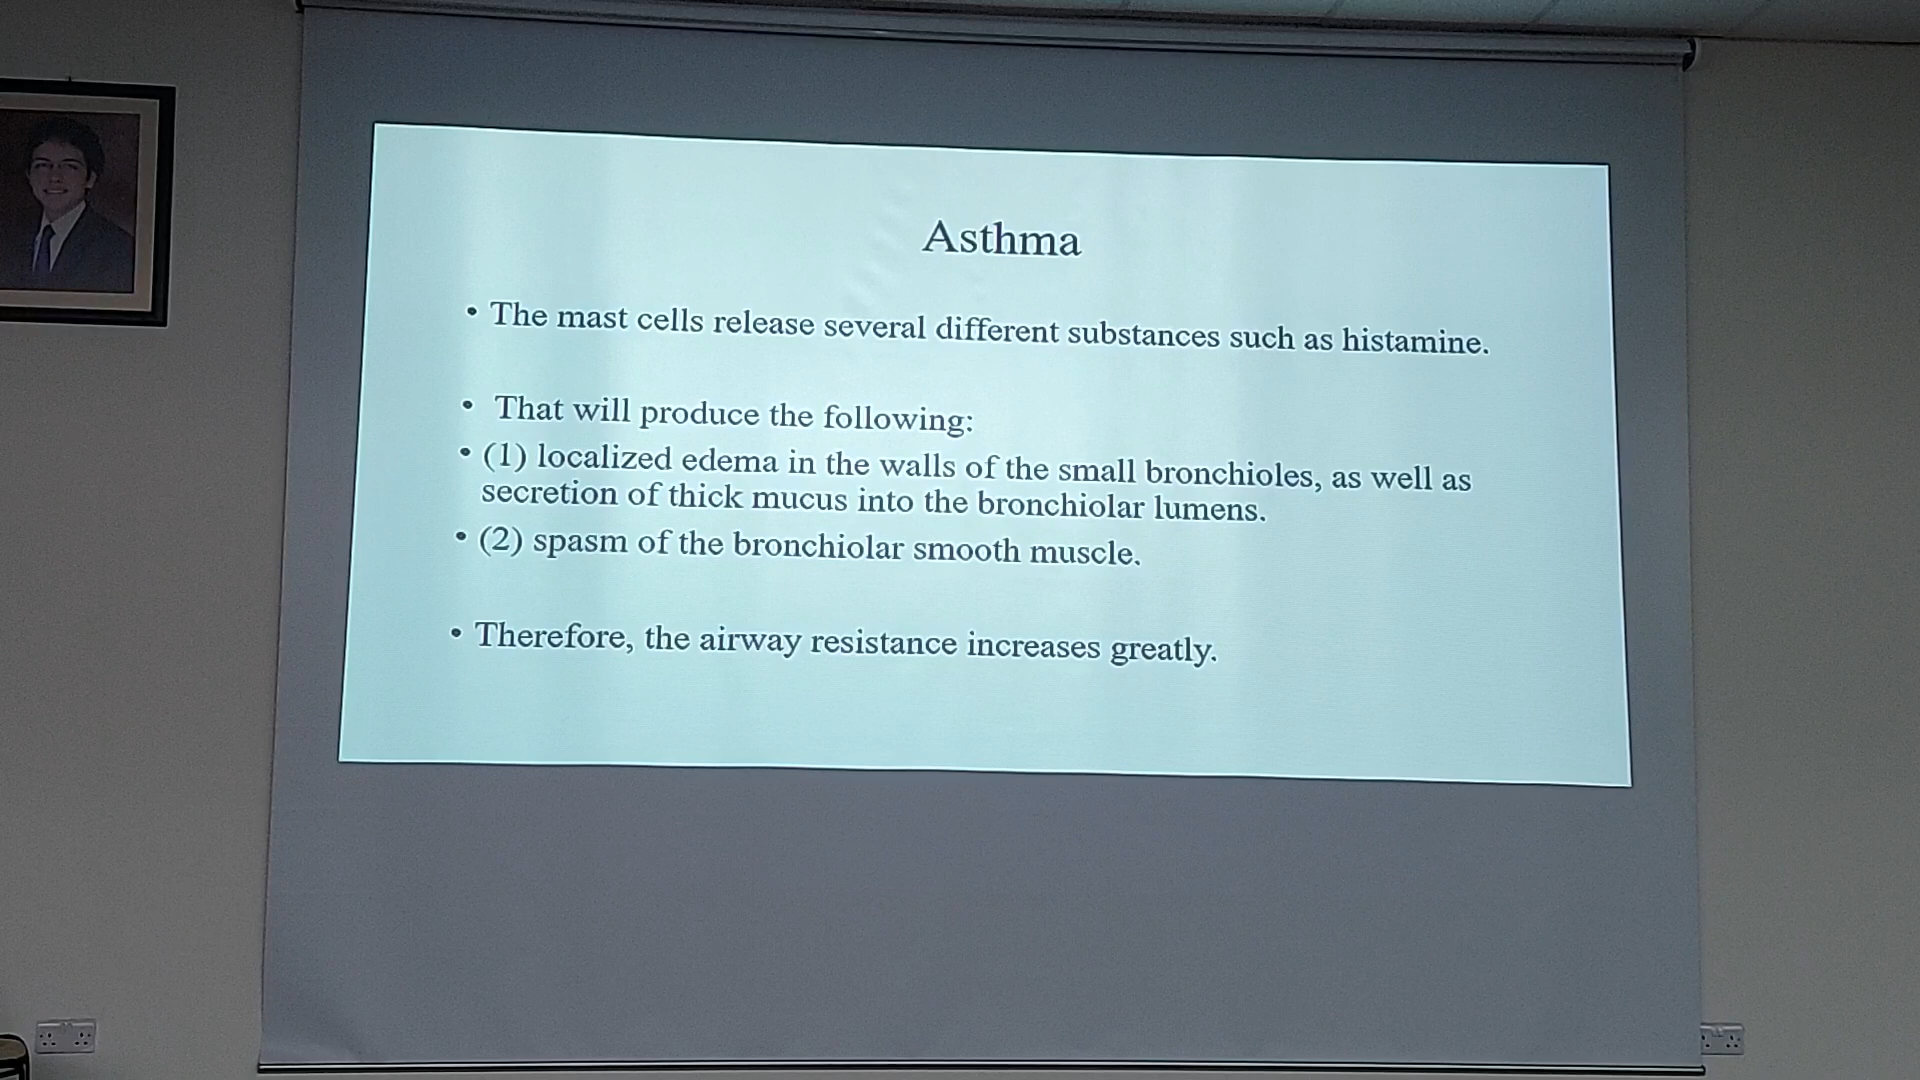 Asthma
• The mast cells release several different substances such as histamine.
• That will produce the following:
• (1) localized edema in the walls of the small bronchioles, as well as
secretion of thick mucus into the bronchiolar lumens.
• (2) spasm of the bronchiolar smooth muscle.
• Therefore, the airway resistance increases greatly.